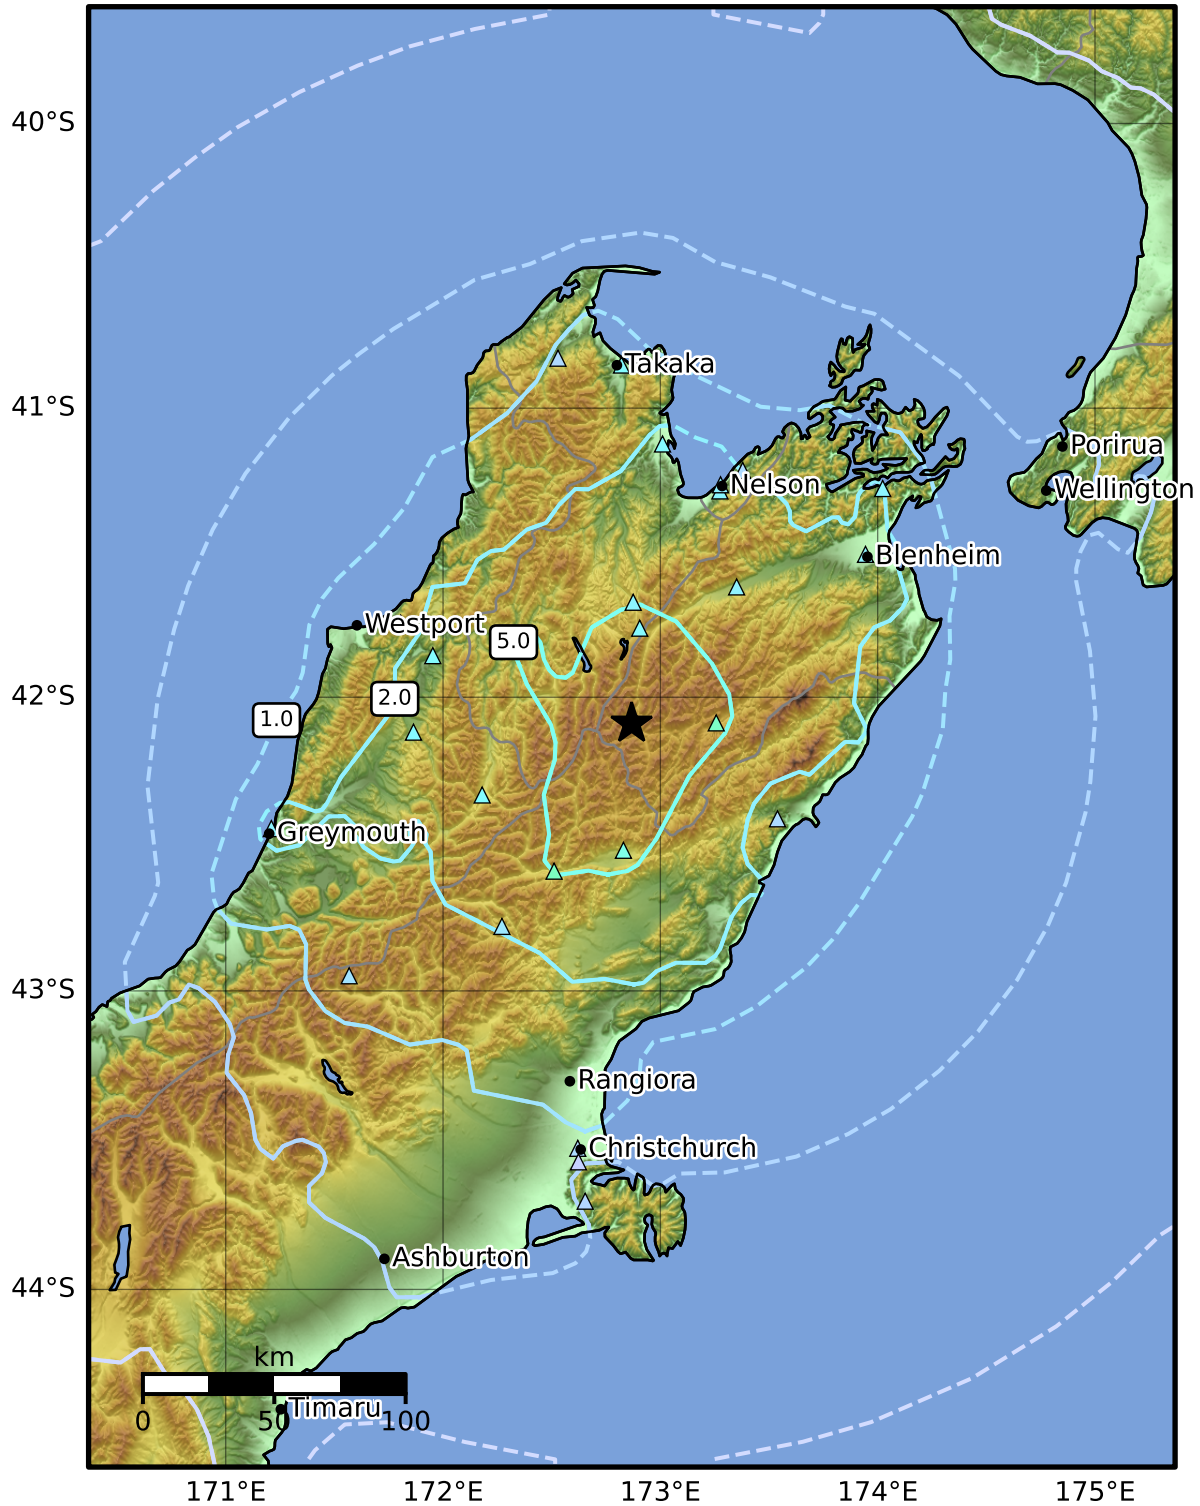 40°S
Takaka
41°S
Porirua
Nelson
Wellington
Blenheim
Westport
5.0
42°S
2.0
1.0
Greymouth
43°S
Rangiora
Christchurch
Ashburton
44°S
km
Timaru
0 50 100
171°E 172°E 173°E 174°E 175°E